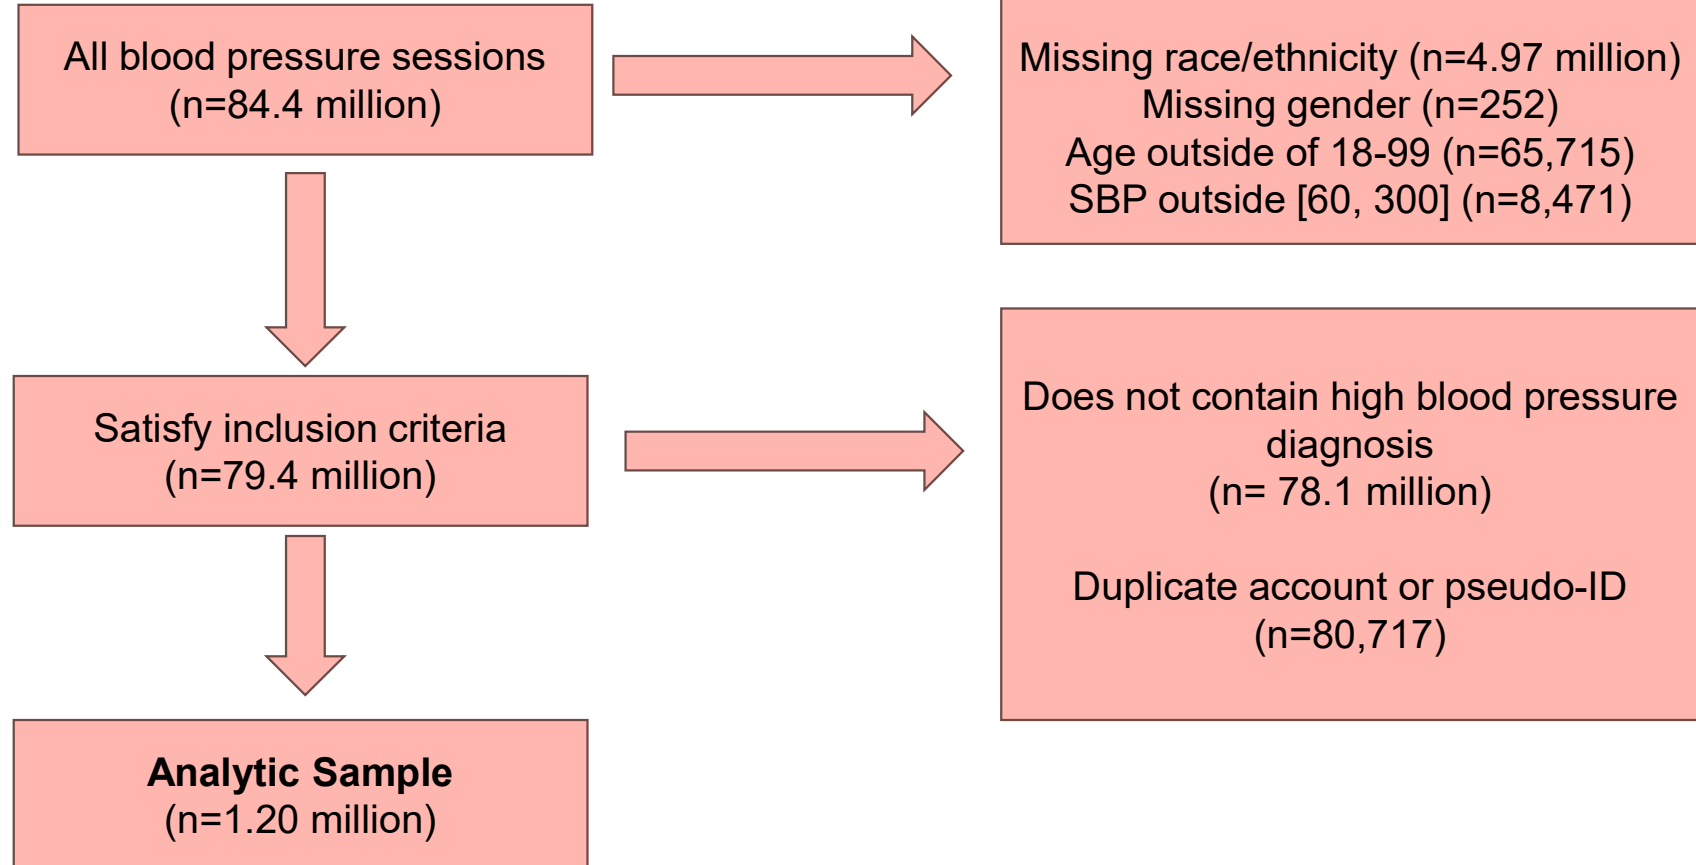 All blood pressure sessions
(n=84.4 million)
Missing race/ethnicity (n=4.97 million)
Missing gender (n=252)
Age outside of 18-99 (n=65,715)
SBP outside [60, 300] (n=8,471)
Satisfy inclusion criteria
(n=79.4 million)
Does not contain high blood pressure
diagnosis
(n= 78.1 million)
Duplicate account or pseudo-ID
(n=80,717)
Analytic Sample
(n=1.20 million)